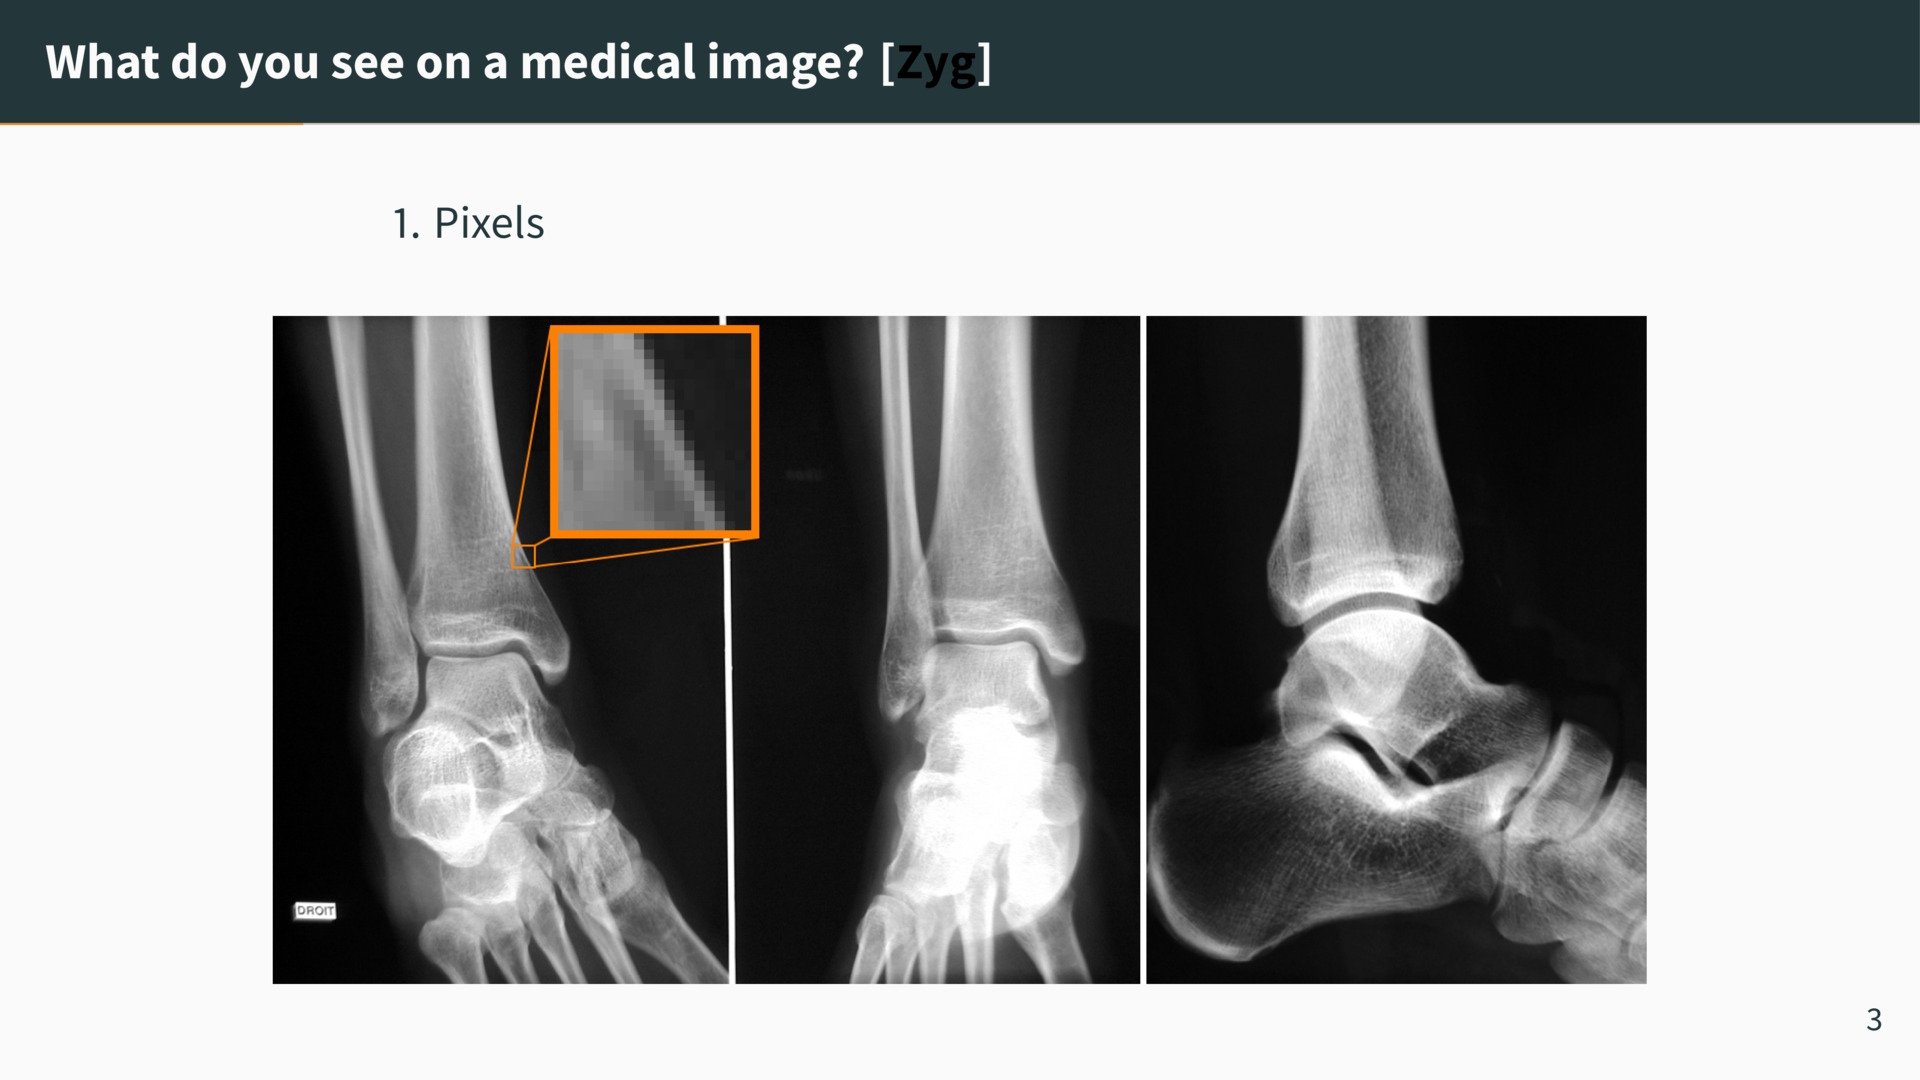 What do you see on a medical image? [Zyg]
1. Pixels
DROIT
3